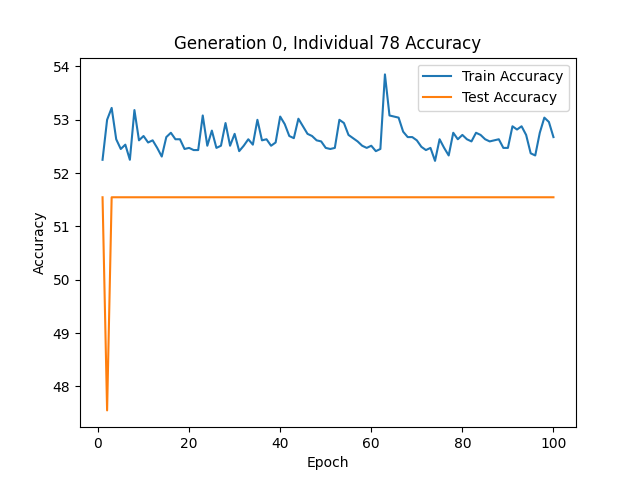 Generation 0, Individual 78 Accuracy
54
53
52
51
50
49
48
Accuracy
Train Accuracy
Test Accuracy
0
20
40
60
80
100
Epoch